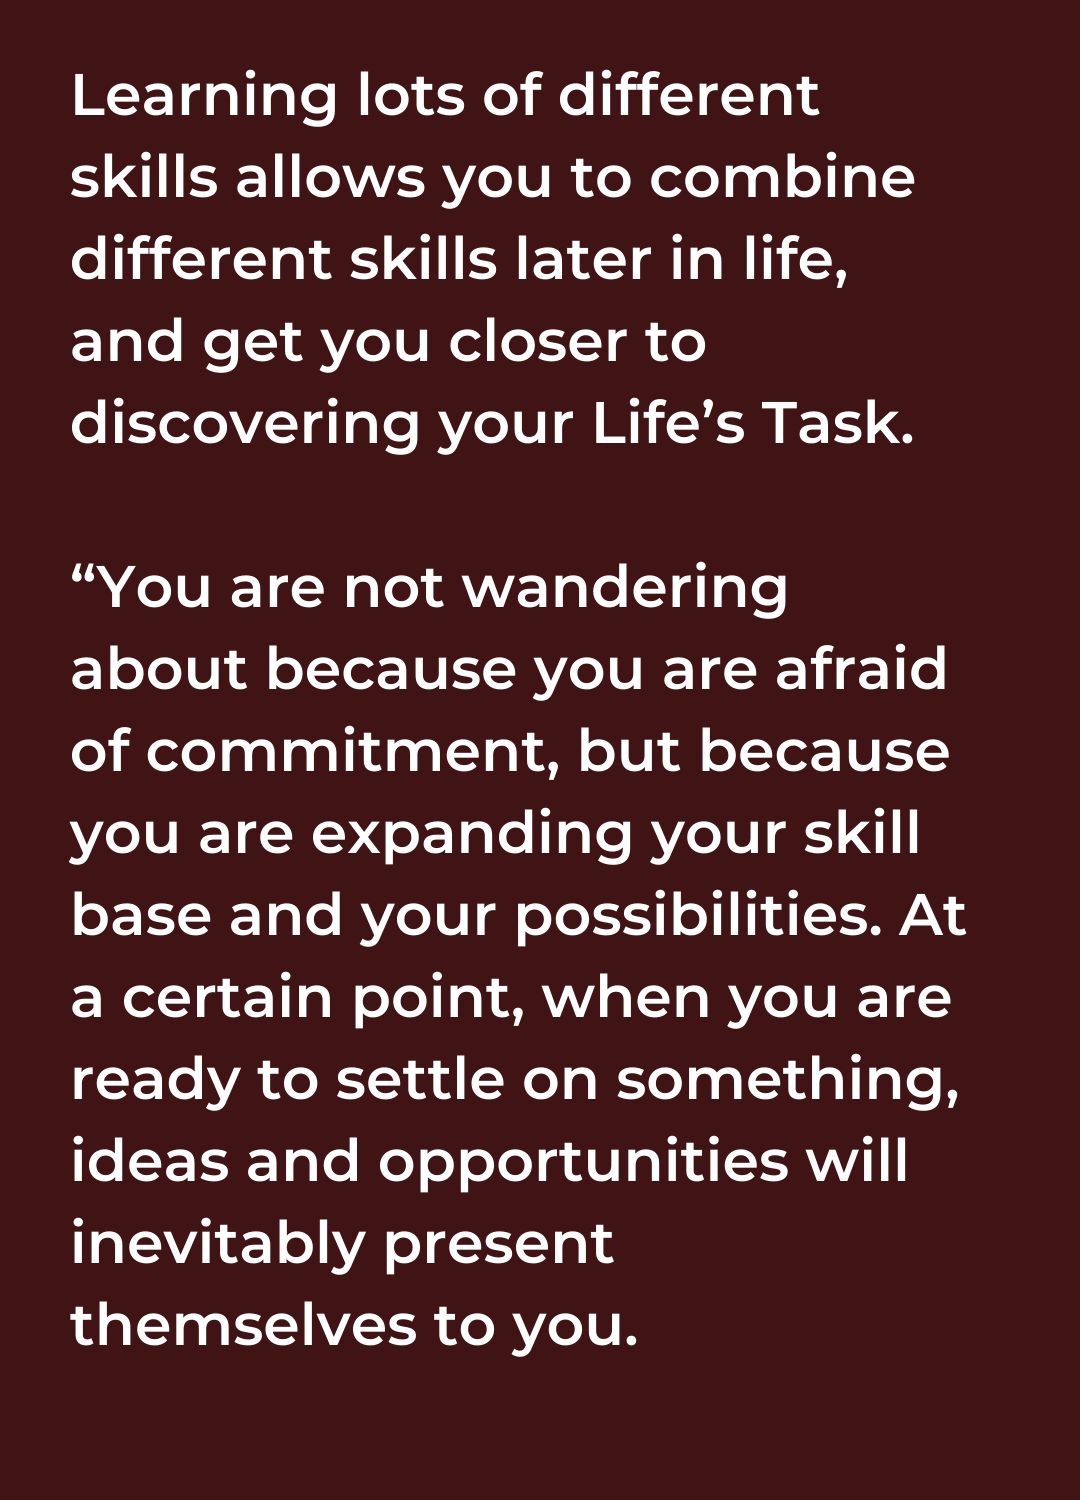 Learning lots of different
skills allows you to combine
different skills later in life,
and get you closer to
discovering your Life’s Task.
“You are not wandering
about because you are afraid
of commitment, but because
you are expanding your skill
base and your possibilities. At
a certain point, when you are
ready to settle on something,
ideas and opportunities will
inevitably present
themselves to you.